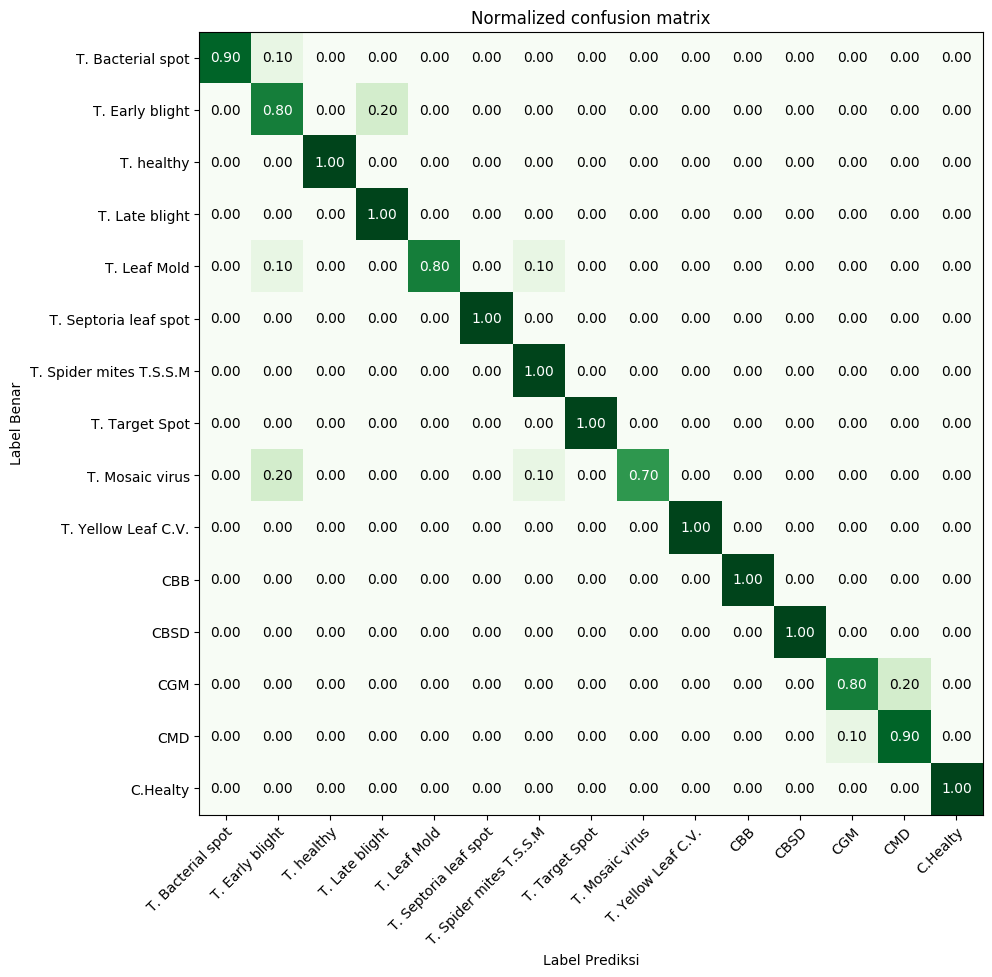 Normalized confusion matrix
Label Benar
T. Bacterial spot 0.90 0.10 0.00 0.00 0.00 0.00 0.00 0.00 0.00 0.00 0.00 0.00 0.00 0.00 0.00
T. Early blight 0.00 0.80 0.00 0.20 0.00 0.00 0.00 0.00 0.00 0.00 0.00 0.00 0.00 0.00 0.00
T. healthy 0.00 0.00 1.00 0.00 0.00 0.00 0.00 0.00 0.00 0.00 0.00 0.00 0.00 0.00 0.00
T. Late blight 0.00 0.00 0.00 1.00 0.00 0.00 0.00 0.00 0.00 0.00 0.00 0.00 0.00 0.00 0.00
T. Leaf Mold 0.00 0.10 0.00 0.00 0.80 0.00 0.10 0.00 0.00 0.00 0.00 0.00 0.00 0.00 0.00
T. Septoria leaf spot 0.00 0.00 0.00 0.00 0.00 1.00 0.00 0.00 0.00 0.00 0.00 0.00 0.00 0.00 0.00
T. Spider mites T.S.S.M 0.00 0.00 0.00 0.00 0.00 0.00 1.00 0.00 0.00 0.00 0.00 0.00 0.00 0.00 0.00
T. Target Spot 0.00 0.00 0.00 0.00 0.00 0.00 0.00 1.00 0.00 0.00 0.00 0.00 0.00 0.00 0.00
T. Mosaic virus 0.00 0.20 0.00 0.00 0.00 0.00 0.10 0.00 0.70 0.00 0.00 0.00 0.00 0.00 0.00
T. Yellow Leaf C.V. 0.00 0.00 0.00 0.00 0.00 0.00 0.00 0.00 0.00 1.00 0.00 0.00 0.00 0.00 0.00
CBB 0.00 0.00 0.00 0.00 0.00 0.00 0.00 0.00 0.00 0.00 1.00 0.00 0.00 0.00 0.00
CBSD 0.00 0.00 0.00 0.00 0.00 0.00 0.00 0.00 0.00 0.00 0.00 1.00 0.00 0.00 0.00
CGM 0.00 0.00 0.00 0.00 0.00 0.00 0.00 0.00 0.00 0.00 0.00 0.00 0.80 0.20 0.00
CMD 0.00 0.00 0.00 0.00 0.00 0.00 0.00 0.00 0.00 0.00 0.00 0.00 0.10 0.90 0.00
C.Healty 0.00 0.00 0.00 0.00 0.00 0.00 0.00 0.00 0.00 0.00 0.00 0.00 0.00 0.00 1.00
T. Bacterial spot
T. Early blight
T. healthy
T. Late blight
T. Leaf Mold
T. Septoria leaf spot
T. Spider mites T.S.S.M
T. Target Spot
T. Mosaic virus
T. Yellow Leaf C.V.
CBB
CBSD
CGM
CMD
C.Healty
Label Prediksi